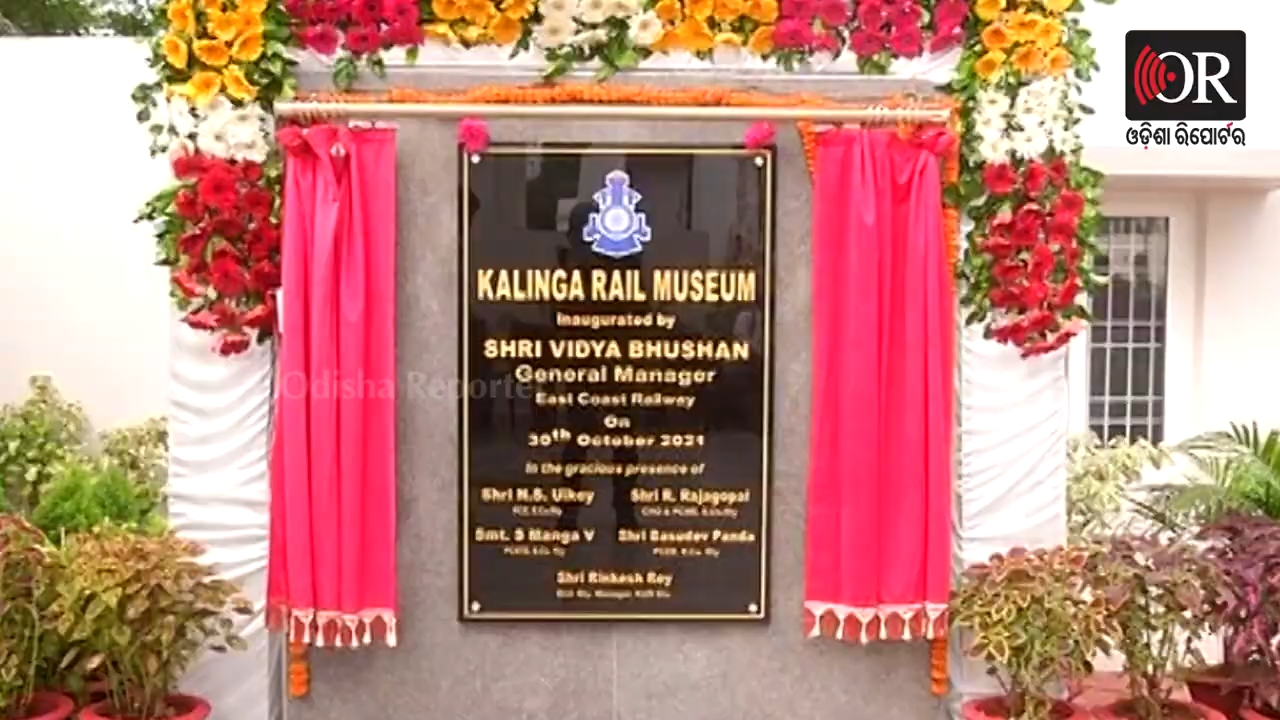 OR
ଓଡ଼ିଶା ରିପୋର୍ଟର
KALINGA RAIL MUSEUM
Inaugurated by
SHRI VIDYA BHUSHAN
General Manager
East Coast Railway
On
30th October 2021
In the gracious presence of
Shri N.S. Uikey Shri R. Rajagopal
Smt. S Manga V Shri Basudev Panda
Shri Rinkesh Roy
Odisha Reporter